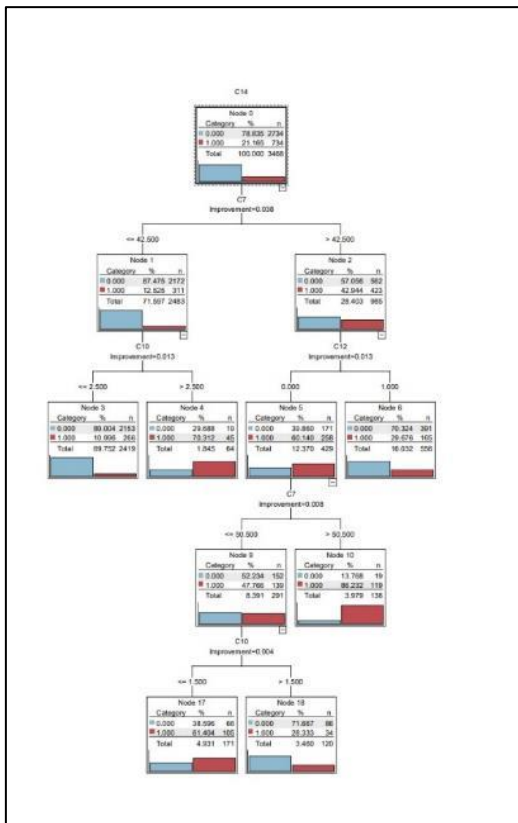 C14
Node 0
Category % n
0.000 78.835 2734
1.000 21.165 734
Total 100.000 3468
C7
Improvement=0.038
<= 42.500
> 42.500
Node 1
Category % n
0.000 87.475 2172
1.000 12.525 311
Total 71.597 2483
Node 2
Category % n
0.000 57.056 562
1.000 42.944 423
Total 28.403 985
C10
Improvement=0.013
C12
Improvement=0.013
<= 2.500
> 2.500
0.000
1.000
Node 3
Category % n
0.000 89.004 2153
1.000 10.996 266
Total 69.752 2419
Node 4
Category % n
0.000 29.688 19
1.000 70.312 45
Total 1.845 64
Node 5
Category % n
0.000 39.860 171
1.000 60.140 258
Total 12.370 429
Node 6
Category % n
0.000 70.324 391
1.000 29.676 165
Total 16.032 556
C7
Improvement=0.008
<= 50.500
> 50.500
Node 9
Category % n
0.000 52.234 152
1.000 47.766 139
Total 8.391 291
Node 10
Category % n
0.000 13.768 19
1.000 86.232 119
Total 3.979 138
C10
Improvement=0.004
<= 1.500
> 1.500
Node 17
Category % n
0.000 38.596 66
1.000 61.404 105
Total 4.931 171
Node 18
Category % n
0.000 71.667 86
1.000 28.333 34
Total 3.460 120